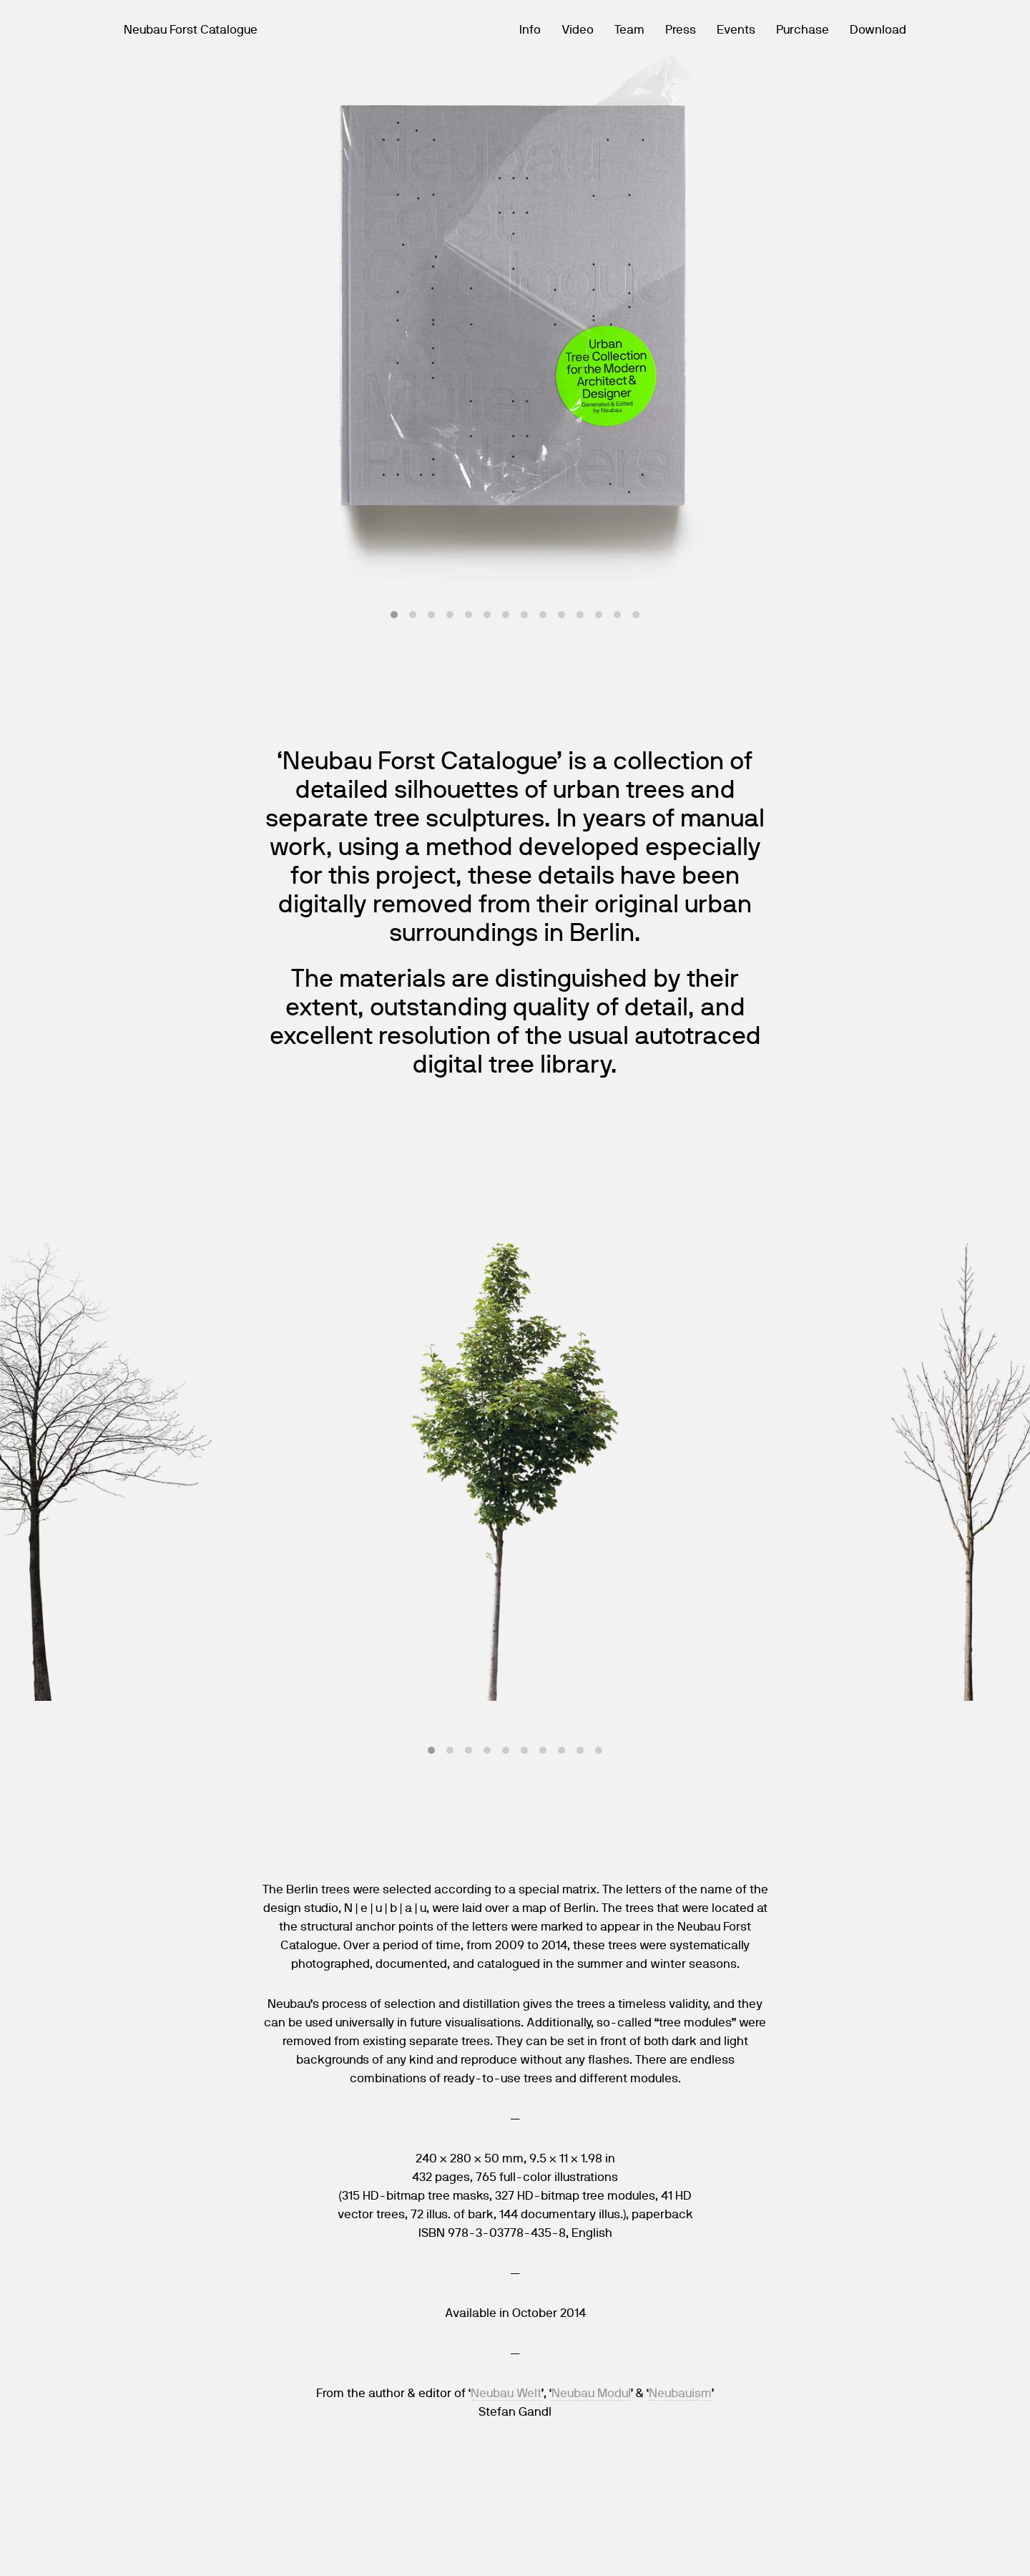 Neubau Forst Catalogue
Info Video Team Press Events Purchase Download
Neubau
Forst
Catalogue
Lars
Müller
Publishers
Urban
Tree Collection
for the Modern
Architect &
Designer
Generated & Edited
by Neubau
‘Neubau Forst Catalogue’ is a collection of
detailed silhouettes of urban trees and
separate tree sculptures. In years of manual
work, using a method developed especially
for this project, these details have been
digitally removed from their original urban
surroundings in Berlin.
The materials are distinguished by their
extent, outstanding quality of detail, and
excellent resolution of the usual autotraced
digital tree library.
The Berlin trees were selected according to a special matrix. The letters of the name of the
design studio, N | e | u | b | a | u, were laid over a map of Berlin. The trees that were located at
the structural anchor points of the letters were marked to appear in the Neubau Forst
Catalogue. Over a period of time, from 2009 to 2014, these trees were systematically
photographed, documented, and catalogued in the summer and winter seasons.
Neubau’s process of selection and distillation gives the trees a timeless validity, and they
can be used universally in future visualisations. Additionally, so-called “tree modules” were
removed from existing separate trees. They can be set in front of both dark and light
backgrounds of any kind and reproduce without any flashes. There are endless
combinations of ready-to-use trees and different modules.
—
240 × 280 × 50 mm, 9.5 × 11 × 1.98 in
432 pages, 765 full-color illustrations
(315 HD-bitmap tree masks, 327 HD-bitmap tree modules, 41 HD
vector trees, 72 illus. of bark, 144 documentary illus.), paperback
ISBN 978-3-03778-435-8, English
—
Available in October 2014
—
From the author & editor of ‘Neubau Welt’, ‘Neubau Modul’ & ‘Neubauism’
Stefan Gandl